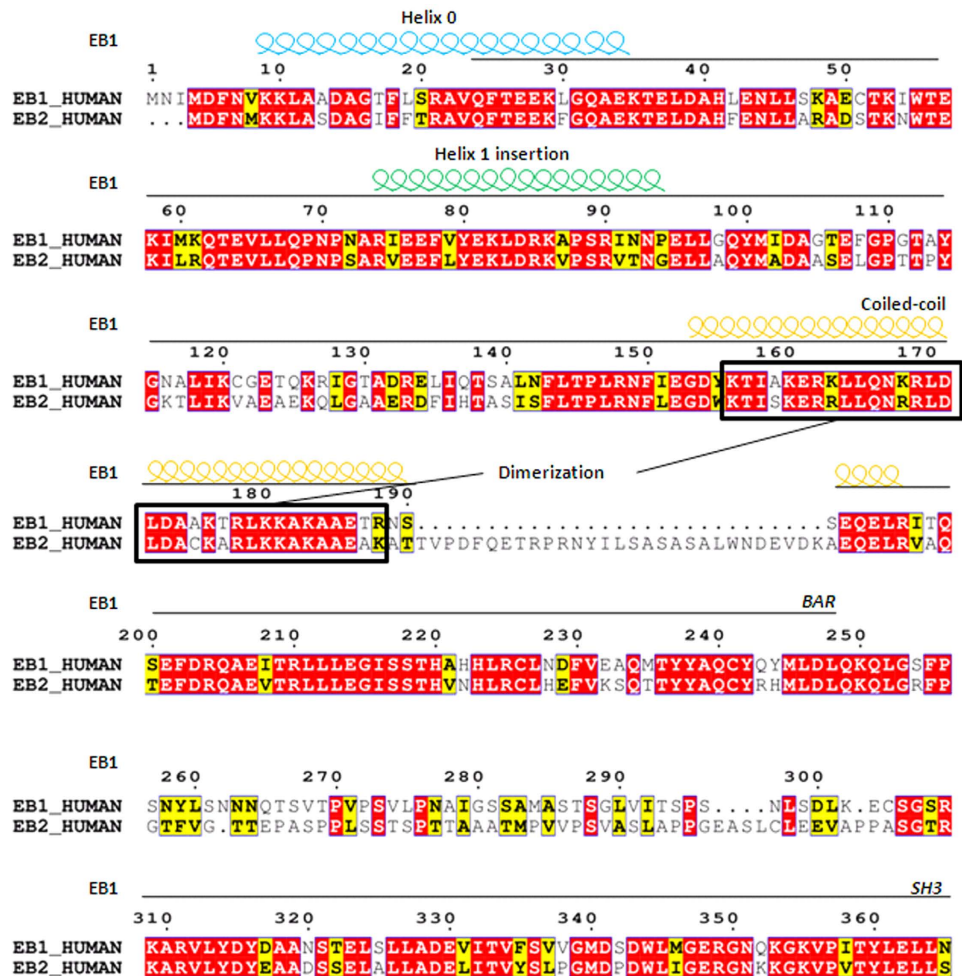 Helix 0
EB1
1 10 20 30 40 50
EB1_HUMAN MNIMDFNVKKLAADAGTFLSRAVQFTEEKLGQAEKTELDAHLENLLSKAECTKIWTE
EB2_HUMAN ...MDFNMKKLASDAGIFFTRAVQFTEEKFGQAEKTELDAHFENLLARADSTKNWTE
Helix 1 insertion
EB1
60 70 80 90 100 110
EB1_HUMAN KIMKQTEVLLQPNPNARIEEFVYEKLDRKAPSRINNPELLGQYMIDAGTEFGPGTAY
EB2_HUMAN KILRQTEVLLQPNPSARVEEFLYEKLDRKVPSRVTNGELLAQYMADAASELGPTTPY
Coiled-coil
EB1
120 130 140 150 160 170
EB1_HUMAN GNALIKCGETQKRIGTADRELIQTSALNFLTPLRNFIEGDYKTIAKERKLLQNKRLD
EB2_HUMAN GKTLIKVAEAEKQLGAAERDFIHTASISFLTPLRNFLEGDWKTISKERRLLQNRRLD
EB1 Dimerization
180 190
EB1_HUMAN LDAAKTRLKKAKAAETRNS.............................SEQELRITQ
EB2_HUMAN LDACKARLKKAKAAEAKATTVPDFQETRPRNYILSASASALWNDEVDKAEQELRVAQ
EB1 BAR
200 210 220 230 240 250
EB1_HUMAN SEFDRQAEITRLLLEGISSTHAHHLRCLNDFVEAQMTYYAQCYQYMLDLQKQLGSFP
EB2_HUMAN TEFDRQAEVTRLLLEGISSTHVNHLRCLHEFVKSQTTYYAQCYRHMLDLQKQLGRFP
EB1
260 270 280 290 300
EB1_HUMAN SNYLSNNNQTSVTPVPSVLPNAIGSSAMASTSGLVITSPS....NLSDLK.ECSGSR
EB2_HUMAN GTFVG.TTEPASPPLSSTSPTTAAATMPVVPSVASLAPPGEASLCLEEVAPPASGTR
EB1 SH3
310 320 330 340 350 360
EB1_HUMAN KARVLYDYDAANSTELSLLADEVITVFSVVGMDSDWLMGERGNQKGKVPITYLELLN
EB2_HUMAN KARVLYDYEAADSSELALLADELITVYSLPGMDPDWLIGERGNKKGKVPVTYLELLS